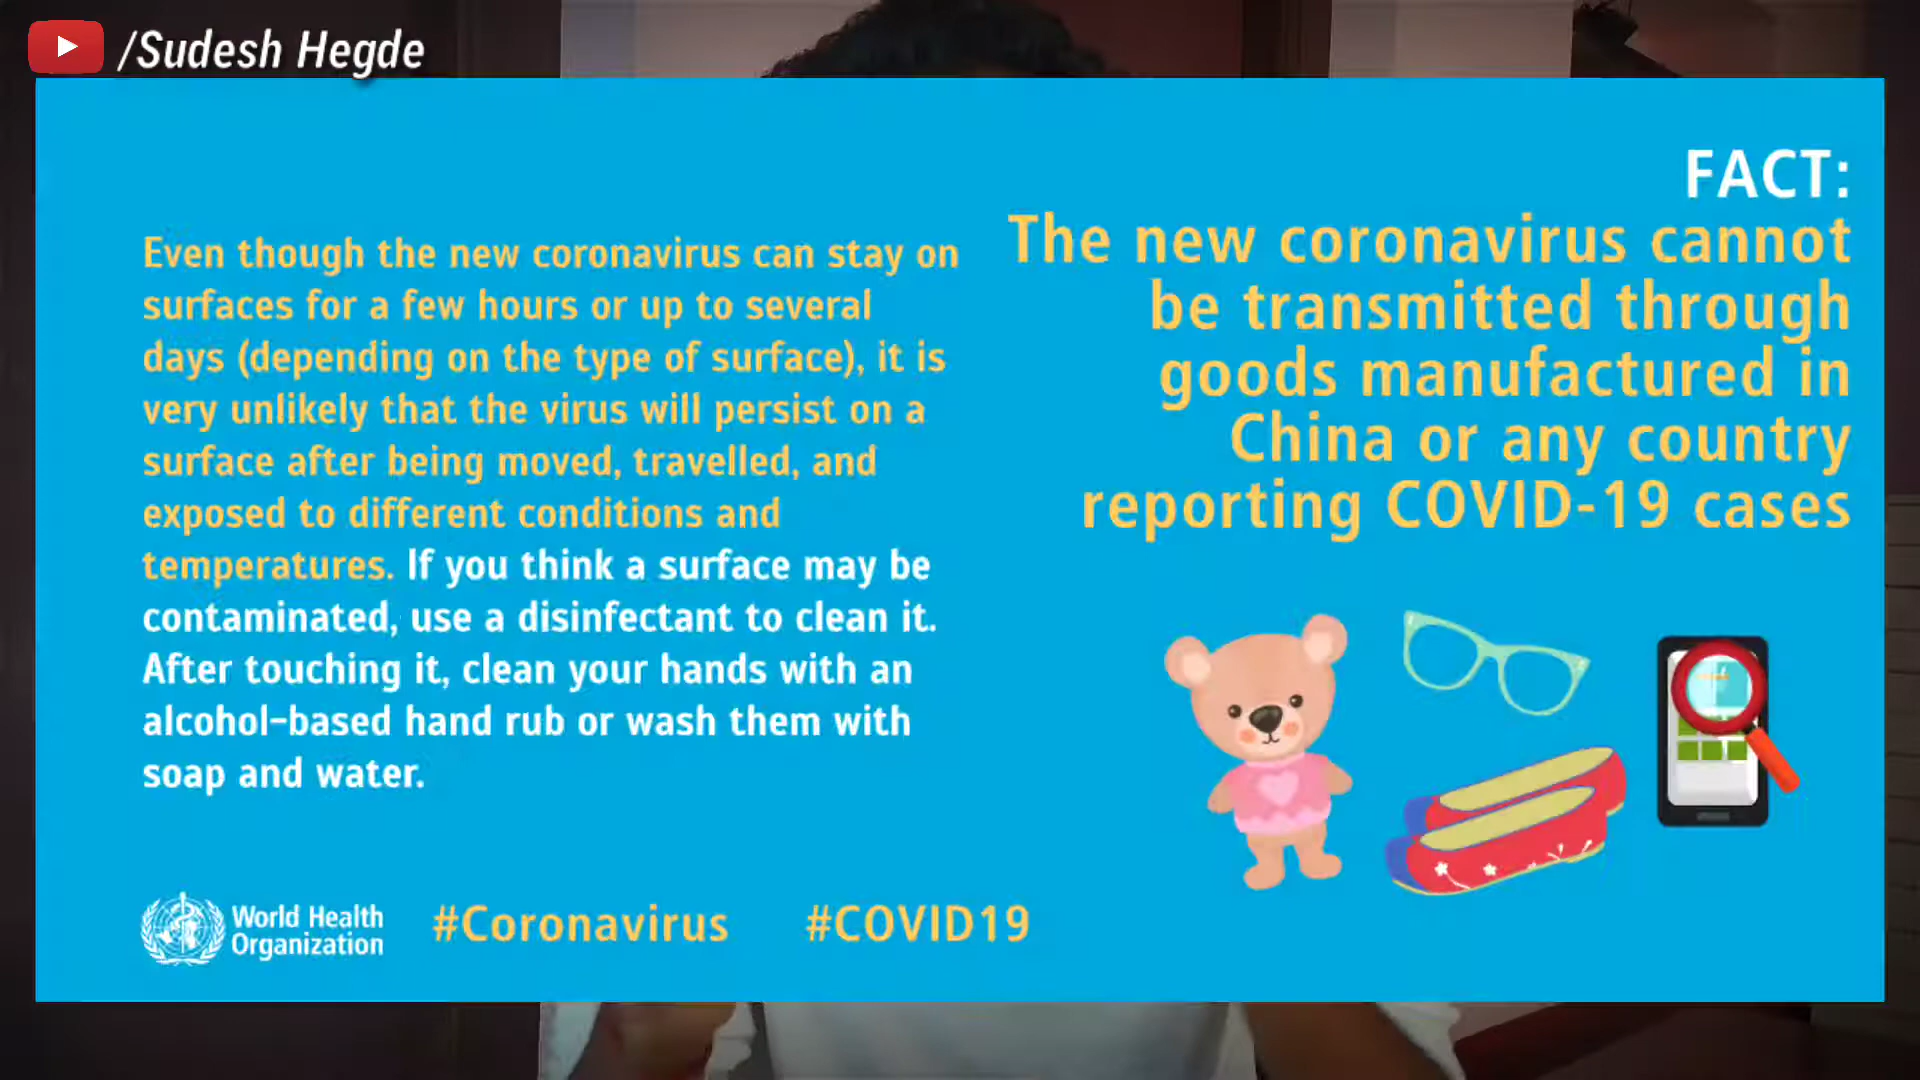 /Sudesh Hegde
FACT:
The new coronavirus cannot
be transmitted through
goods manufactured in
China or any country
reporting COVID-19 cases
Even though the new coronavirus can stay on
surfaces for a few hours or up to several
days (depending on the type of surface), it is
very unlikely that the virus will persist on a
surface after being moved, travelled, and
exposed to different conditions and
temperatures. If you think a surface may be
contaminated, use a disinfectant to clean it.
After touching it, clean your hands with an
alcohol-based hand rub or wash them with
soap and water.
World Health
Organization
#Coronavirus #COVID19